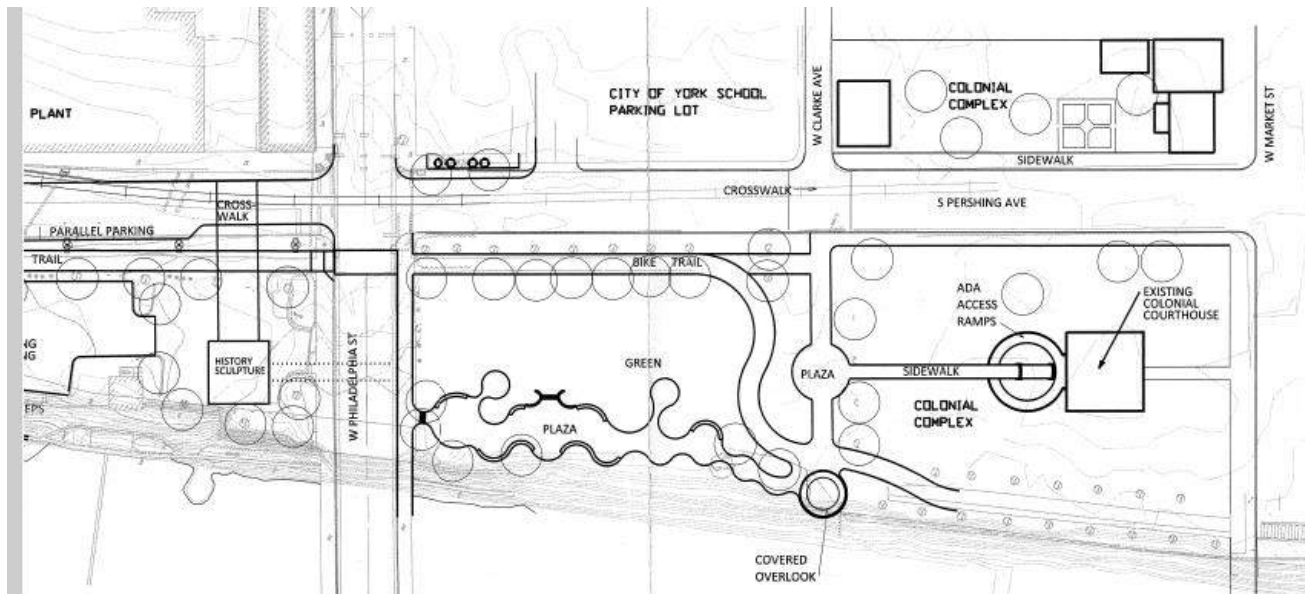 PLANT
CITY OF YORK SCHOOL
PARKING LOT
W CLARKE AVE
COLONIAL
COMPLEX
W MARKET ST
SIDEWALK
CROSSWALK
S PERSHING AVE
CROSS-
WALK
PARALLEL PARKING
TRAIL
BIKE TRAIL
ADA
ACCESS
RAMPS
EXISTING
COLONIAL
COURTHOUSE
HISTORY
SCULPTURE
W PHILADELPHIA ST
GREEN
PLAZA
SIDEWALK
PLAZA
COLONIAL
COMPLEX
COVERED
OVERLOOK